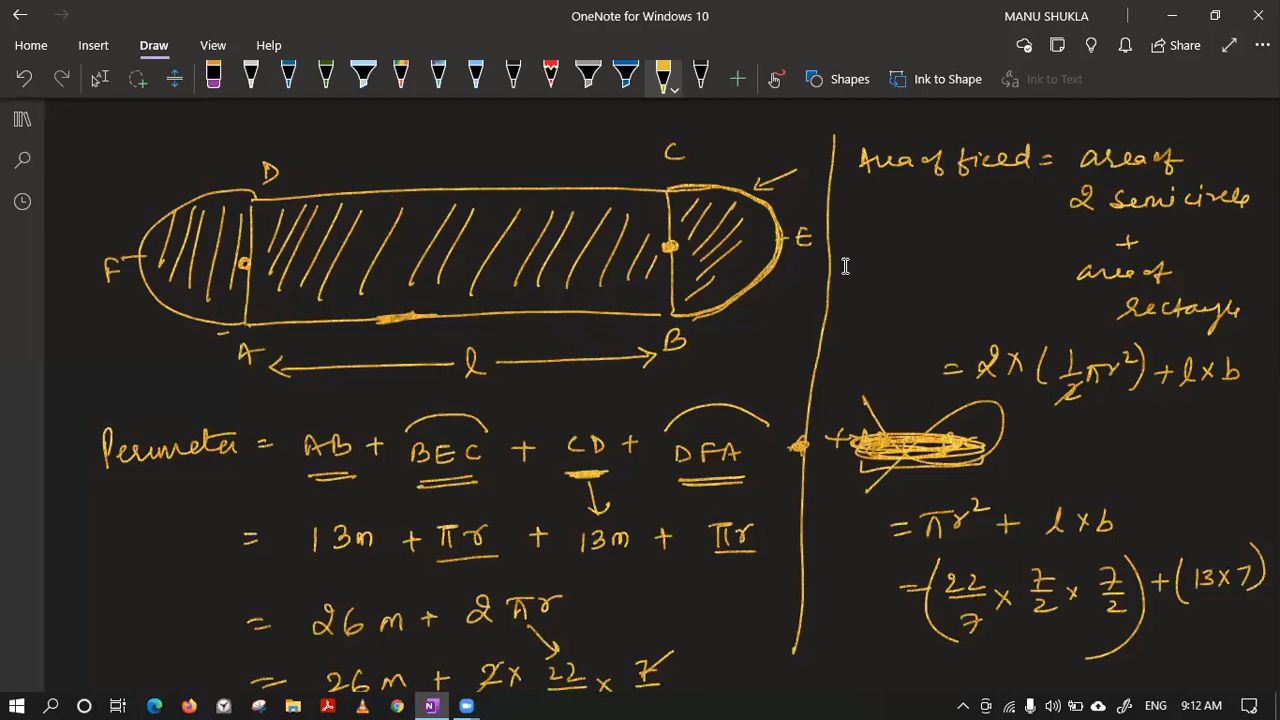 OneNote for Windows 10
MANU SHUKLA
Home Insert Draw View Help
Share
Shapes
Ink to Shape
Ink to Text
D
C
F
E
A
B
l
Perimeter = AB + BEC + CD + DFA
= 13m + πr + 13m + πr
= 26 m + 2 πr
= 26 m + 2 × 22 × 7
Area of ficed = area of
2 semicircle
+
area of
rectangle
= 2 × (1/2 πr²) + l × b
= πr² + l × b
= (22/7 × 7/2 × 7/2) + (13 × 7)
ENG 9:12 AM